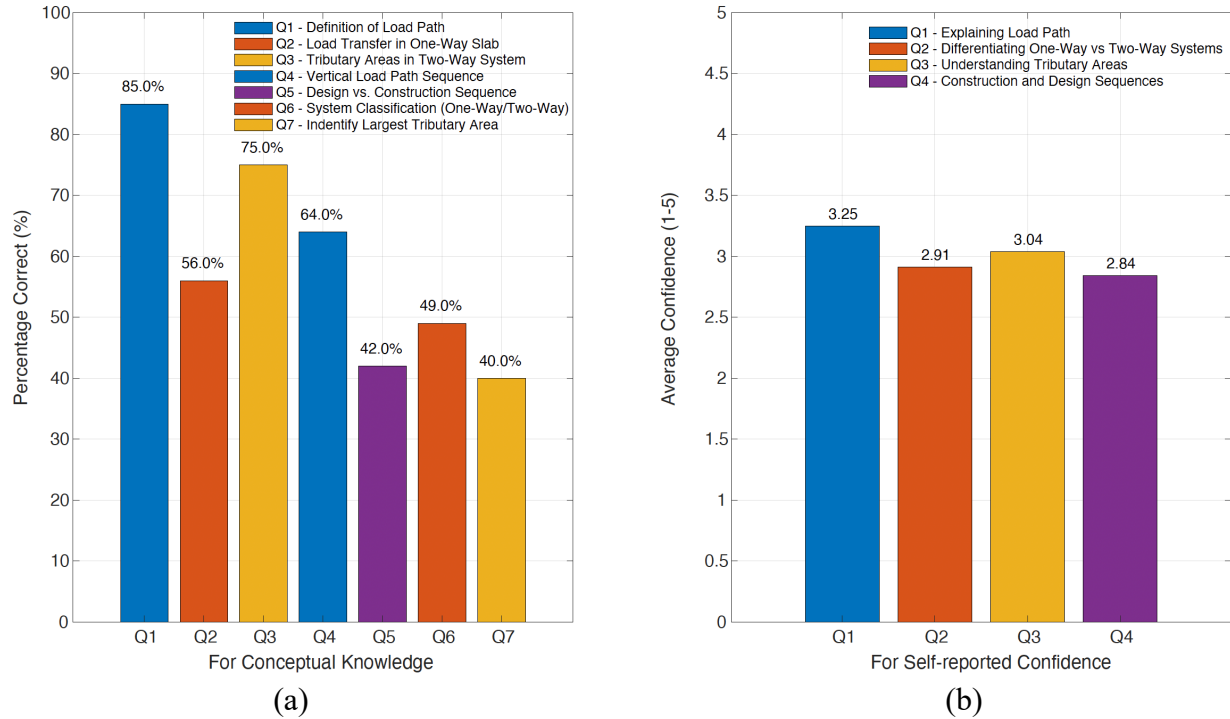 100
90
80
70
60
50
40
30
20
10
0
Percentage Correct (%)
Q1 - Definition of Load Path
Q2 - Load Transfer in One-Way Slab
Q3 - Tributary Areas in Two-Way System
Q4 - Vertical Load Path Sequence
Q5 - Design vs. Construction Sequence
Q6 - System Classification (One-Way/Two-Way)
Q7 - Indentify Largest Tributary Area
85.0%
56.0%
75.0%
64.0%
42.0%
49.0%
40.0%
Q1 Q2 Q3 Q4 Q5 Q6 Q7
For Conceptual Knowledge
(a)
5
4.5
4
3.5
3
2.5
2
1.5
1
0.5
0
Average Confidence (1-5)
Q1 - Explaining Load Path
Q2 - Differentiating One-Way vs Two-Way Systems
Q3 - Understanding Tributary Areas
Q4 - Construction and Design Sequences
3.25
2.91
3.04
2.84
Q1 Q2 Q3 Q4
For Self-reported Confidence
(b)